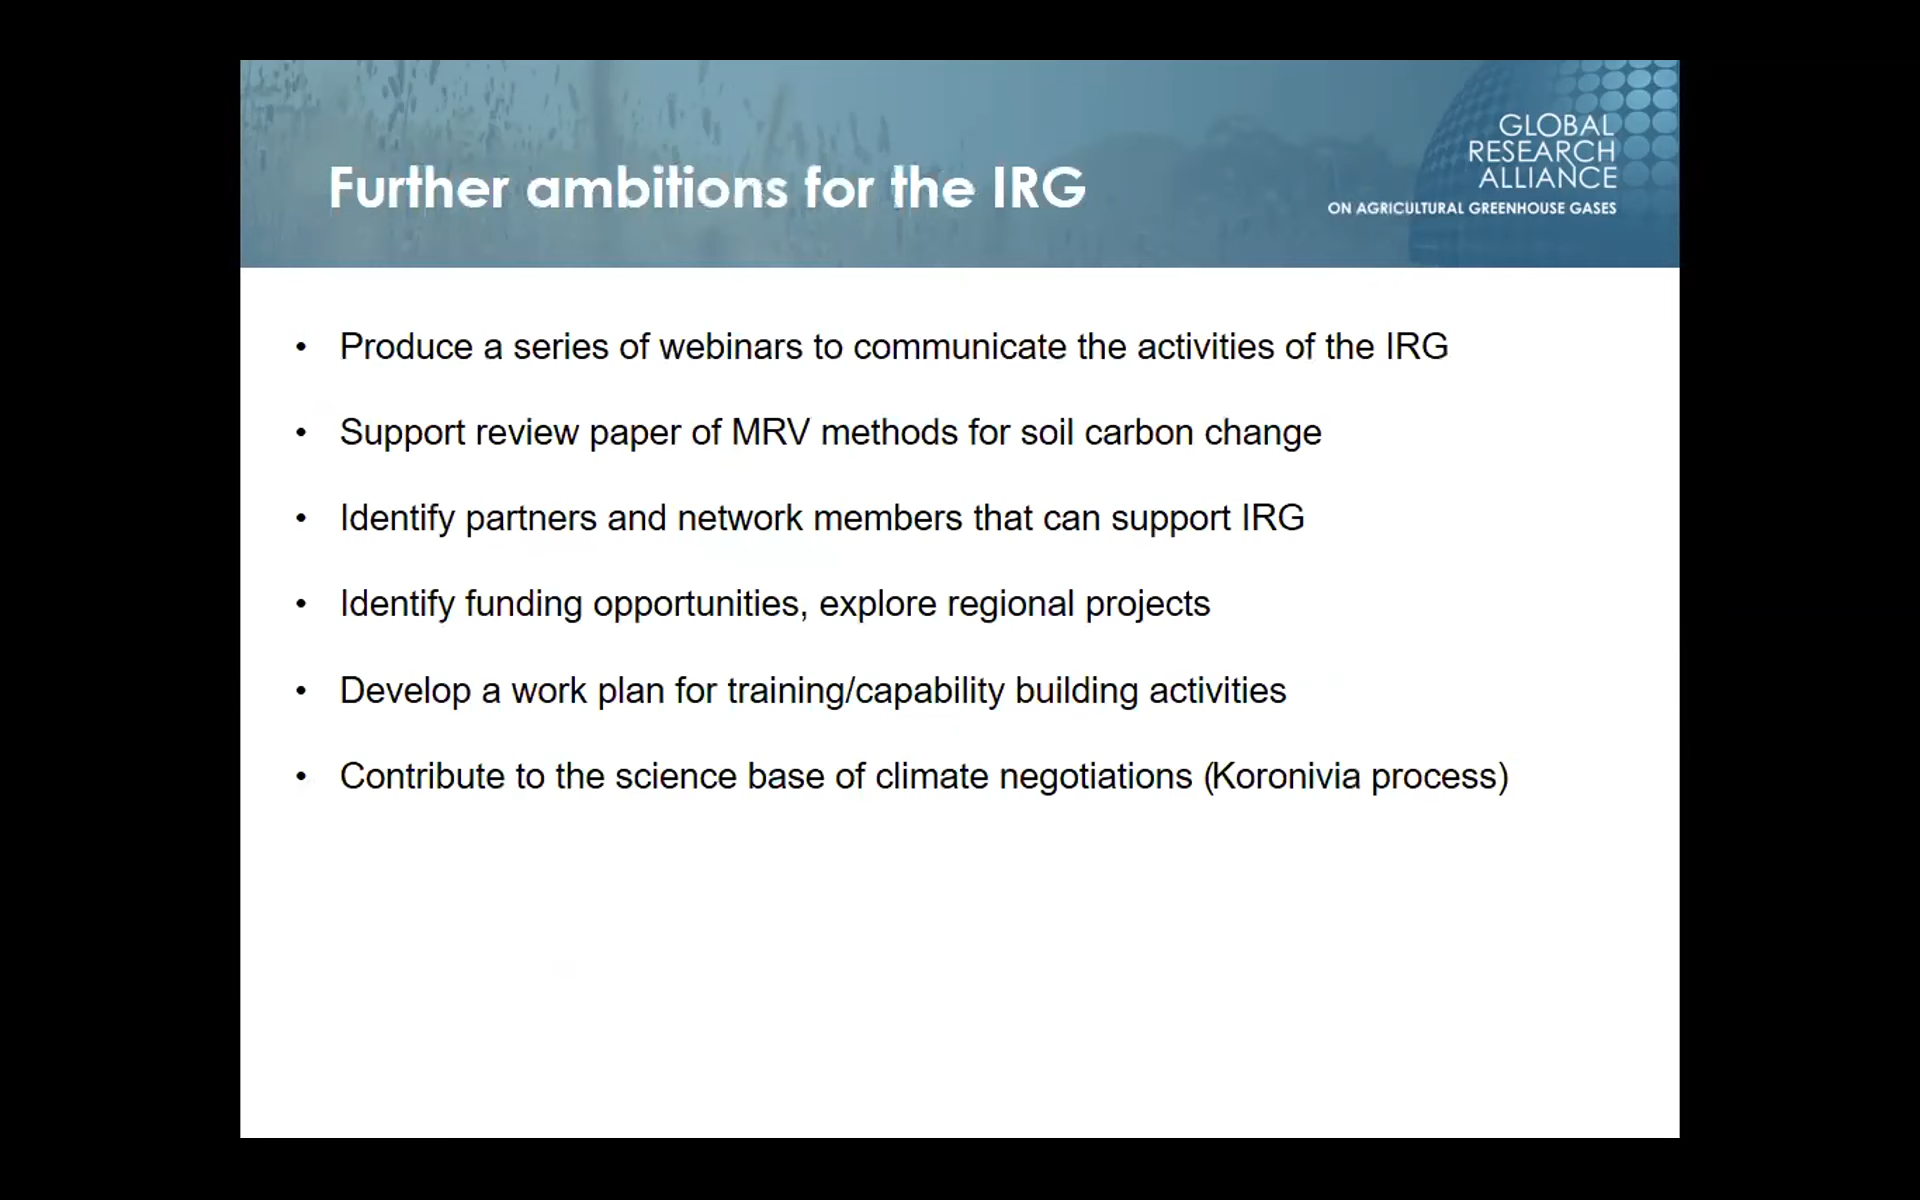 Further ambitions for the IRG
GLOBAL
RESEARCH
ALLIANCE
ON AGRICULTURAL GREENHOUSE GASES
• Produce a series of webinars to communicate the activities of the IRG
• Support review paper of MRV methods for soil carbon change
• Identify partners and network members that can support IRG
• Identify funding opportunities, explore regional projects
• Develop a work plan for training/capability building activities
• Contribute to the science base of climate negotiations (Koronivia process)